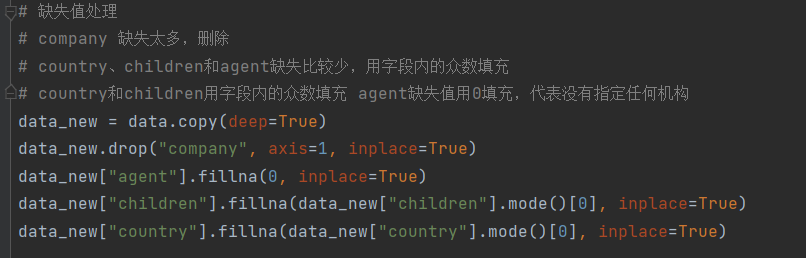 # 缺失值处理
# company 缺失太多，删除
# country、children和agent缺失比较少，用字段内的众数填充
# country和children用字段内的众数填充 agent缺失值用0填充，代表没有指定任何机构
data_new = data.copy(deep=True)
data_new.drop("company", axis=1, inplace=True)
data_new["agent"].fillna(0, inplace=True)
data_new["children"].fillna(data_new["children"].mode()[0], inplace=True)
data_new["country"].fillna(data_new["country"].mode()[0], inplace=True)